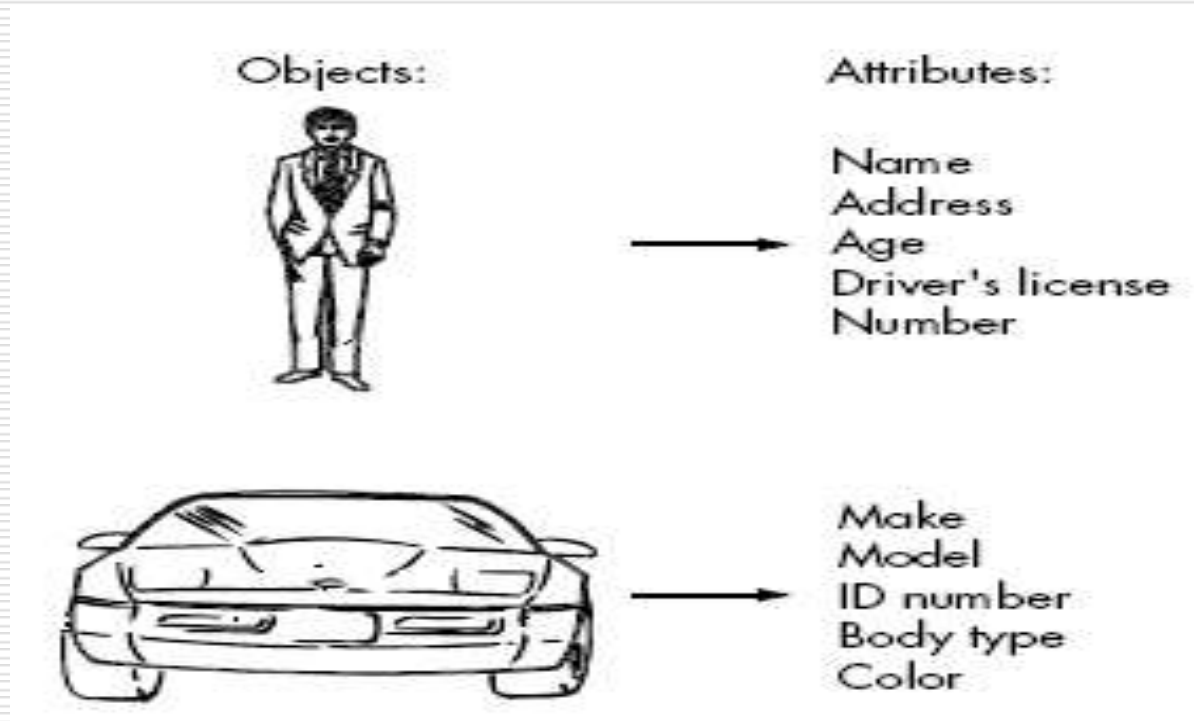 Objects:
Attributes:
Name
Address
Age
Driver's license
Number
Make
Model
ID number
Body type
Color